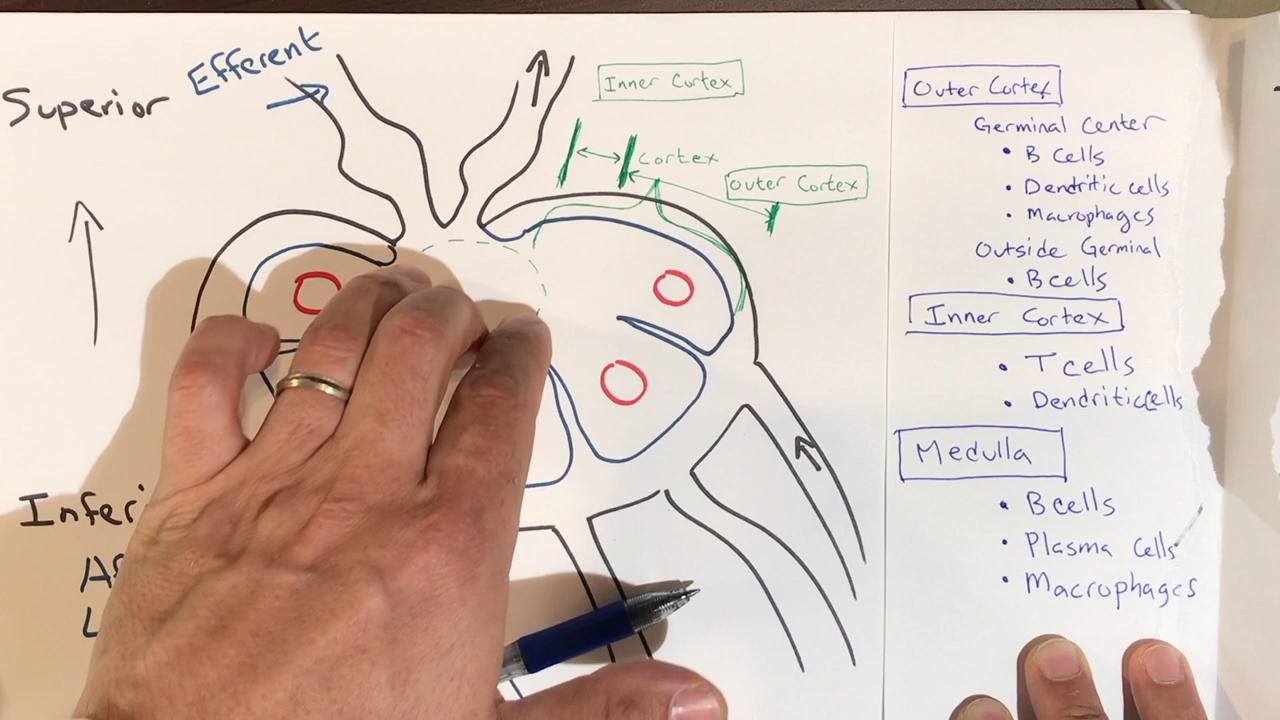 Superior
Efferent
Inner Cortex
Cortex
Outer Cortex
Outer Cortex
Germinal Center
• B Cells
• Dendritic cells
• Macrophages
Outside Germinal
• B cells
Inner Cortex
• T cells
• Dendritic cells
Medulla
• B cells
• Plasma Cells
• Macrophages